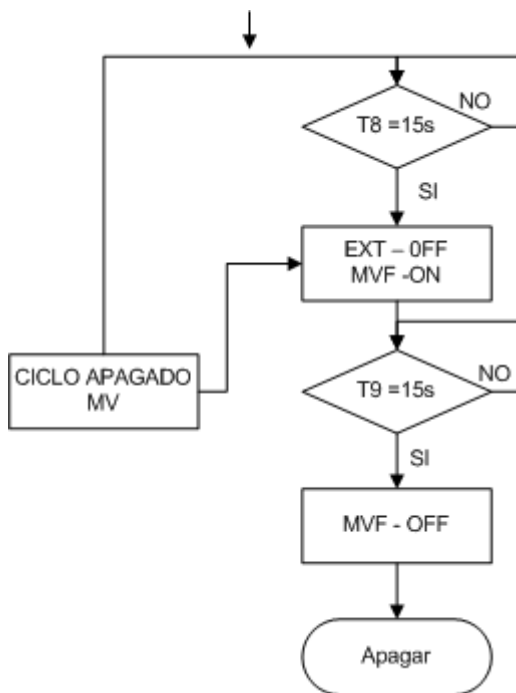 NO
T8 =15s
SI
EXT – 0FF
MVF -ON
CICLO APAGADO
MV
NO
T9 =15s
SI
MVF - OFF
Apagar